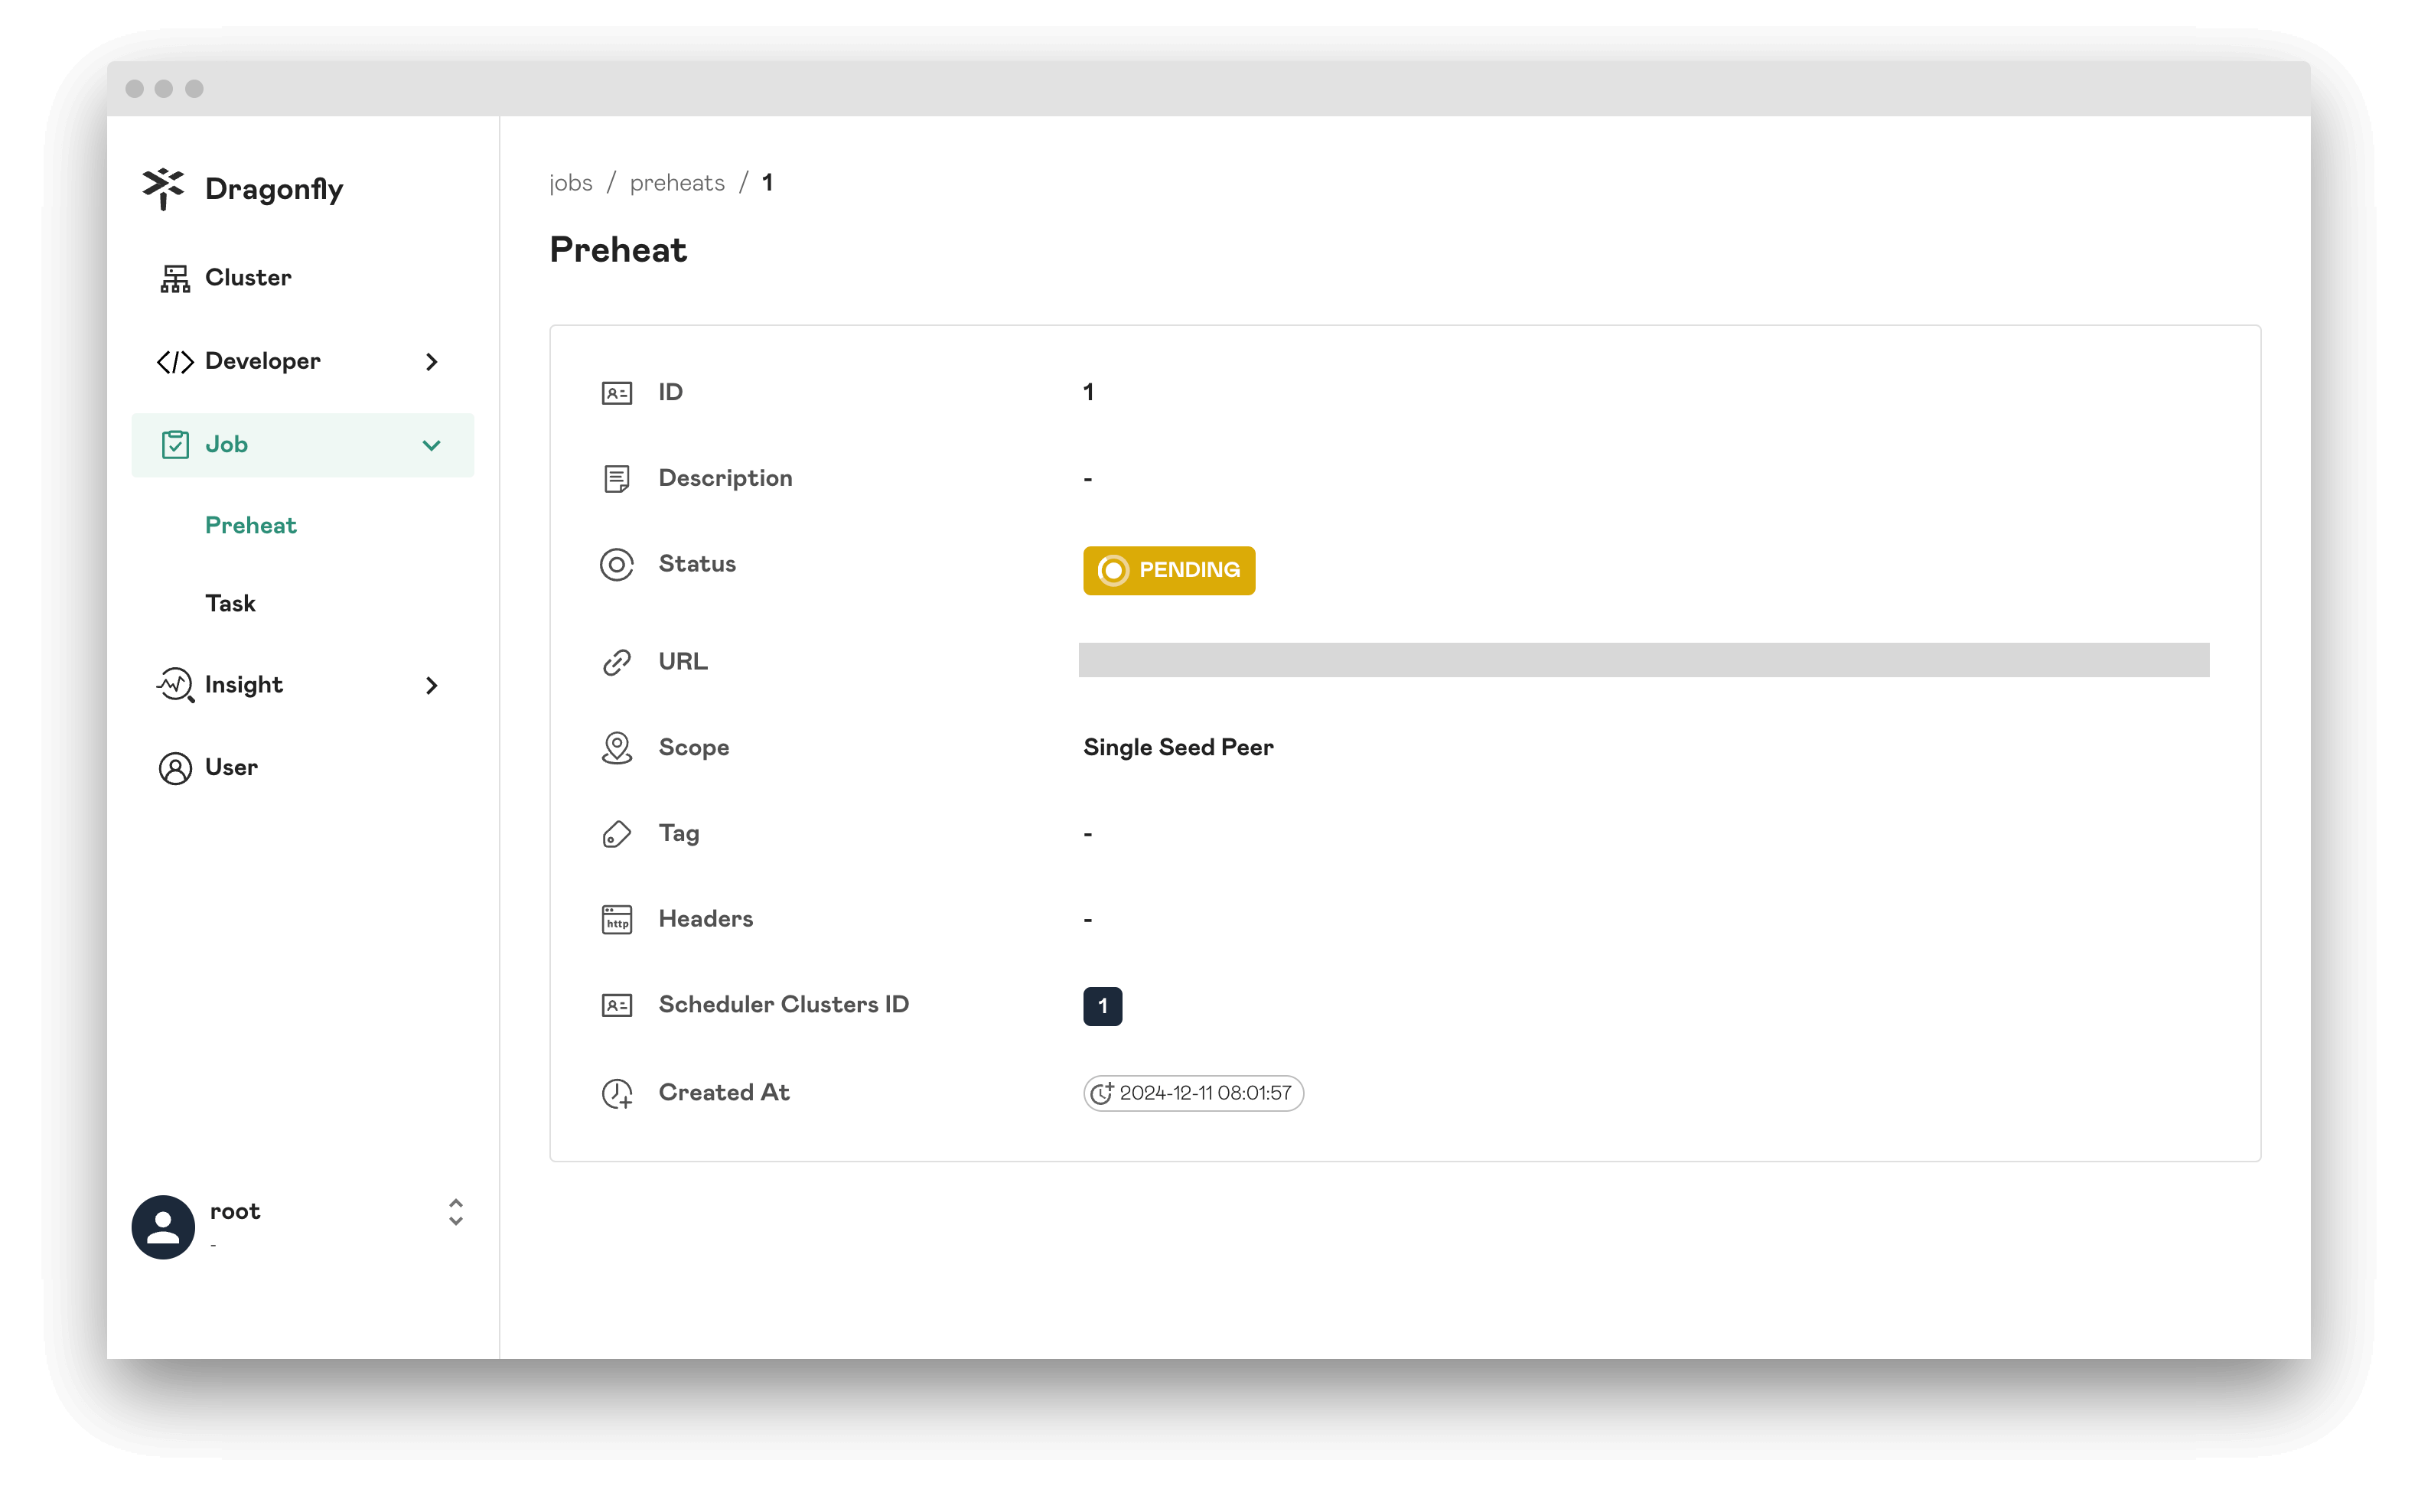 Dragonfly
Cluster
Developer
Job
Preheat
Task
Insight
User
root
-
jobs / preheats / 1
Preheat
ID 1
Description -
Status PENDING
URL
Scope Single Seed Peer
Tag -
http Headers -
Scheduler Clusters ID 1
Created At 2024-12-11 08:01:57